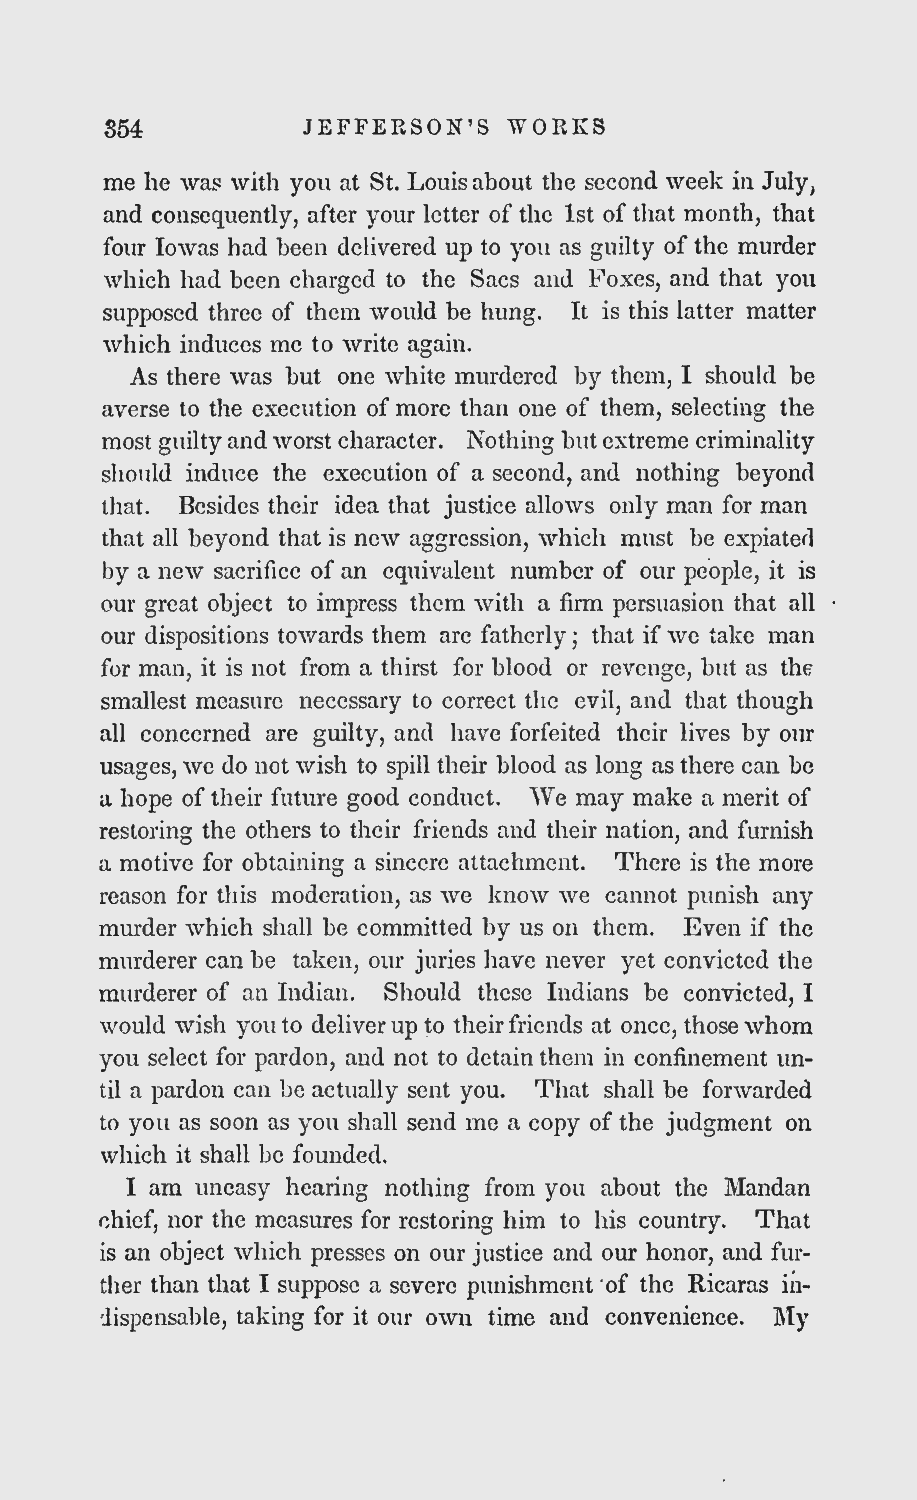 354 JEFFERSON'S WORKS
me he was with you at St. Louis about the second week in July,
and consequently, after your letter of the 1st of that month, that
four Iowas had been delivered up to you as guilty of the murder
which had been charged to the Sacs and Foxes, and that you
supposed three of them would be hung. It is this latter matter
which induces me to write again.
As there was but one white murdered by them, I should be
averse to the execution of more than one of them, selecting the
most guilty and worst character. Nothing but extreme criminality
should induce the execution of a second, and nothing beyond
that. Besides their idea that justice allows only man for man
that all beyond that is new aggression, which must be expiated
by a new sacrifice of an equivalent number of our people, it is
our great object to impress them with a firm persuasion that all
our dispositions towards them are fatherly; that if we take man
for man, it is not from a thirst for blood or revenge, but as the
smallest measure necessary to correct the evil, and that though
all concerned are guilty, and have forfeited their lives by our
usages, we do not wish to spill their blood as long as there can be
a hope of their future good conduct. We may make a merit of
restoring the others to their friends and their nation, and furnish
a motive for obtaining a sincere attachment. There is the more
reason for this moderation, as we know we cannot punish any
murder which shall be committed by us on them. Even if the
murderer can be taken, our juries have never yet convicted the
murderer of an Indian. Should these Indians be convicted, I
would wish you to deliver up to their friends at once, those whom
you select for pardon, and not to detain them in confinement un-
til a pardon can be actually sent you. That shall be forwarded
to you as soon as you shall send me a copy of the judgment on
which it shall be founded.
I am uneasy hearing nothing from you about the Mandan
chief, nor the measures for restoring him to his country. That
is an object which presses on our justice and our honor, and fur-
ther than that I suppose a severe punishment of the Ricaras in-
dispensable, taking for it our own time and convenience. My